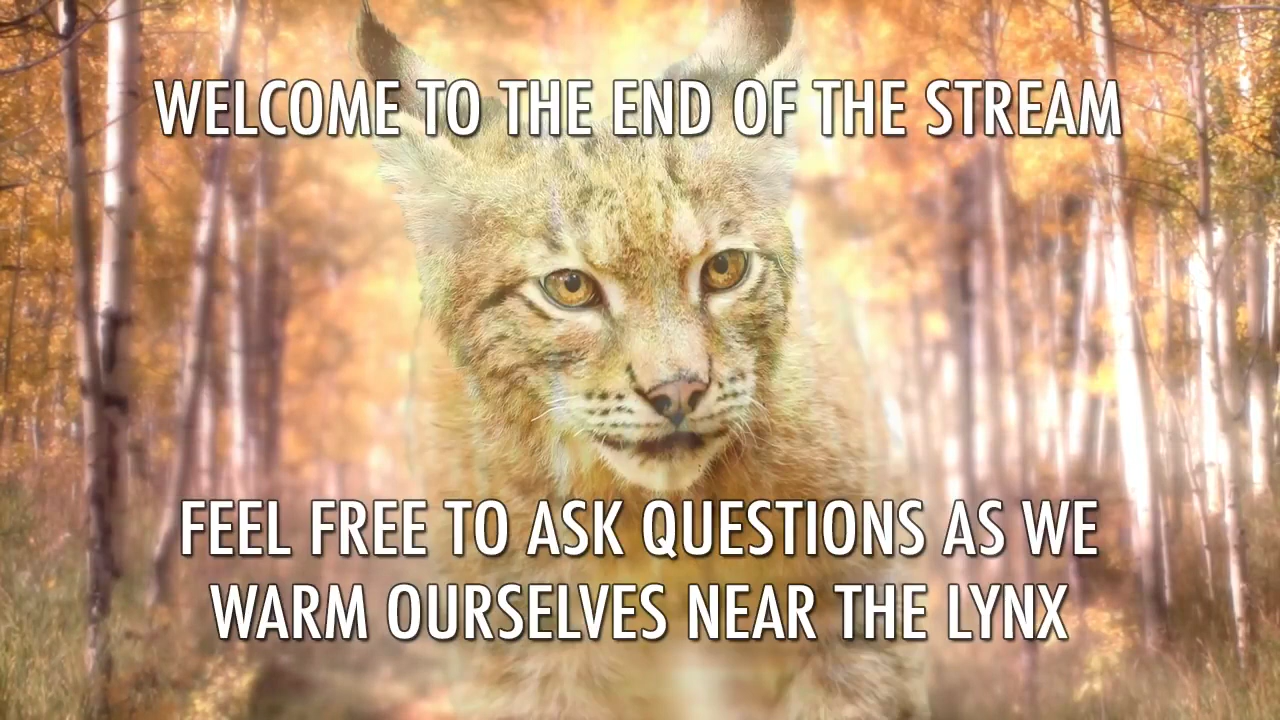 WELCOME TO THE END OF THE STREAM
FEEL FREE TO ASK QUESTIONS AS WE
WARM OURSELVES NEAR THE LYNX